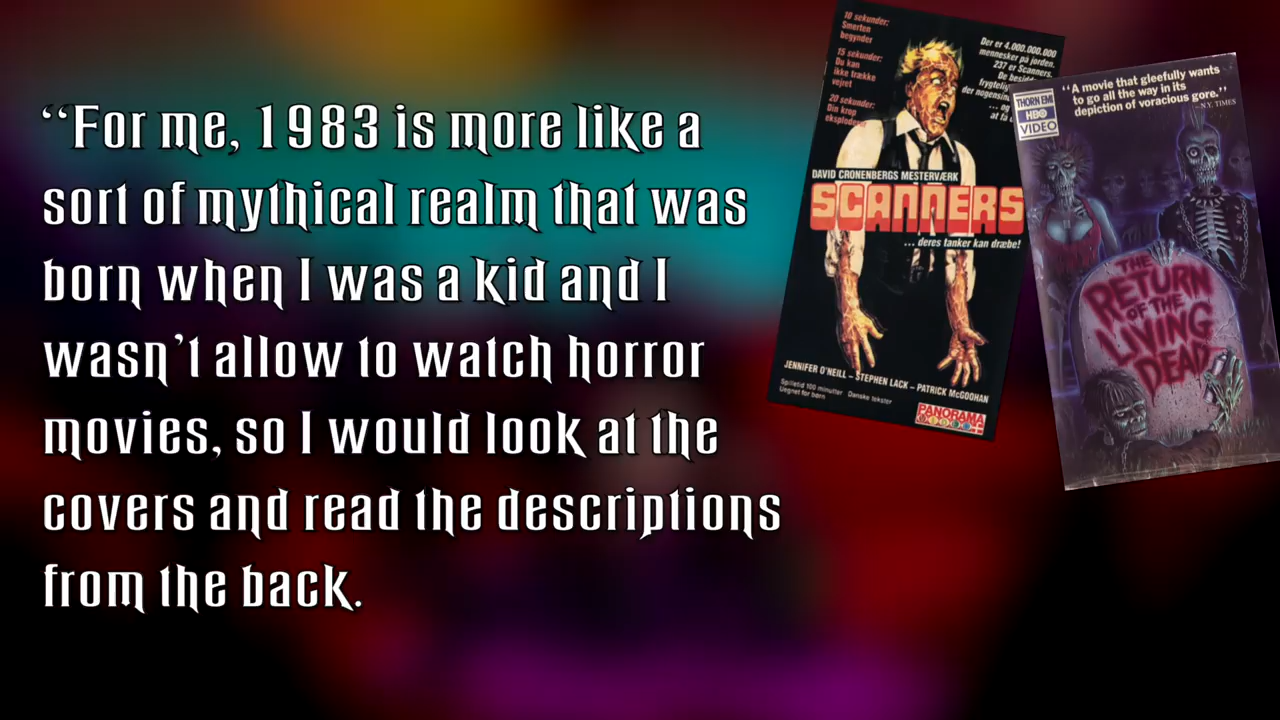 “For me, 1983 is more like a
sort of mythical realm that was
born when I was a kid and I
wasn’t allow to watch horror
movies, so I would look at the
covers and read the descriptions
from the back.
10 sekunder:
Smerten
begynder
15 sekunder:
Du kan
ikke trække
vejret
20 sekunder:
Din krop
eksploderer
Der er 4.000.000.000
mennesker på jorden.
237 er Scanners.
De
der
... og
at få
DAVID CRONENBERGS MESTERVÆRK
SCANNERS
... deres tanker kan dræbe!
JENNIFER O'NEILL – STEPHEN LACK – PATRICK McGOOHAN
Spilletid 100 minutter Danske tekster
Uegnet for børn
PANORAMA
THORN EMI
HBO
VIDEO
“A movie that gleefully wants
to go all the way in its
depiction of voracious gore.”
—N.Y. TIMES
THE
RETURN
OF THE
LIVING
DEAD